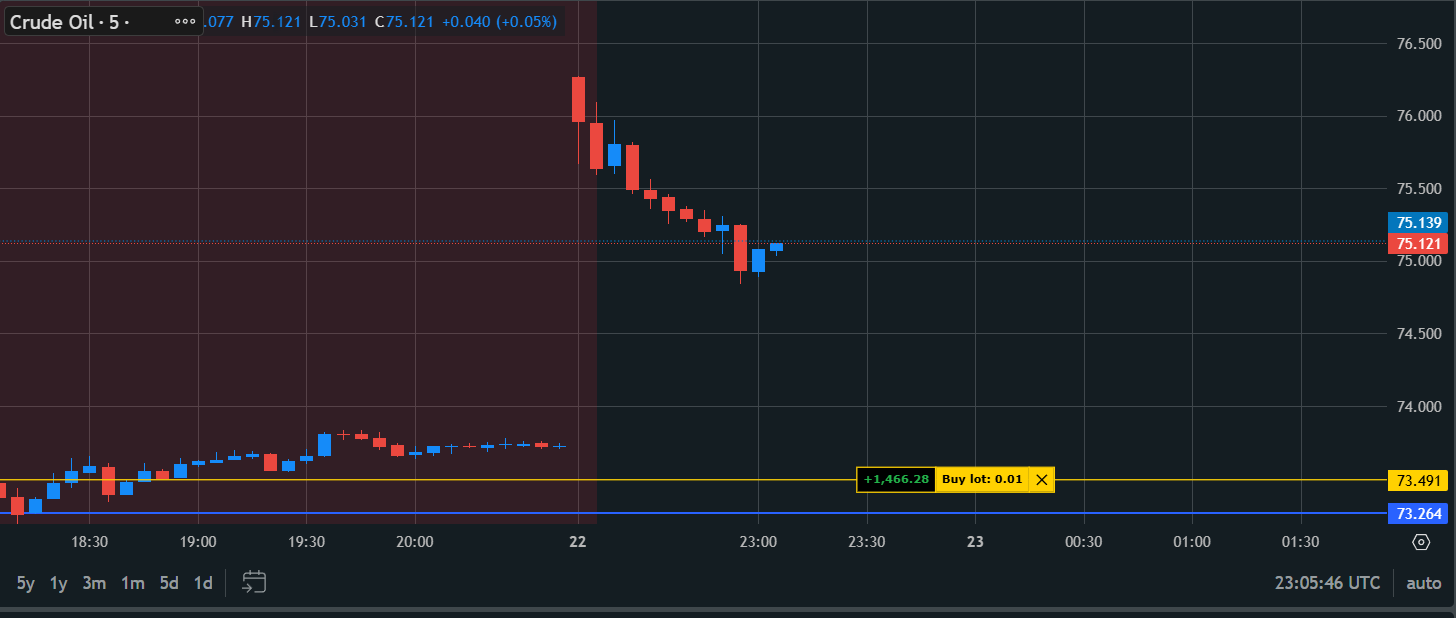 Crude Oil · 5 · ... .077 H75.121 L75.031 C75.121 +0.040 (+0.05%)
76.500
76.000
75.500
75.139
75.121
75.000
74.500
74.000
+1,466.28 Buy lot: 0.01 X
73.491
73.264
18:30 19:00 19:30 20:00 22 23:00 23:30 23 00:30 01:00 01:30
5y 1y 3m 1m 5d 1d 23:05:46 UTC auto